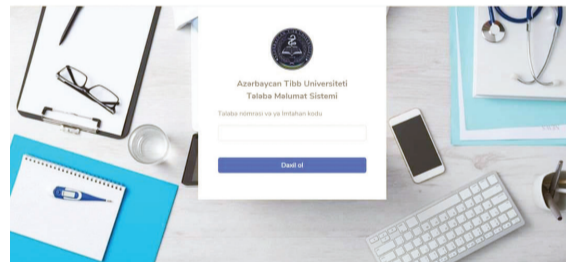 Azərbaycan Tibb Universiteti
Tələbə Məlumat Sistemi
Tələbə nömrəsi və ya İmtahan kodu
Daxil ol